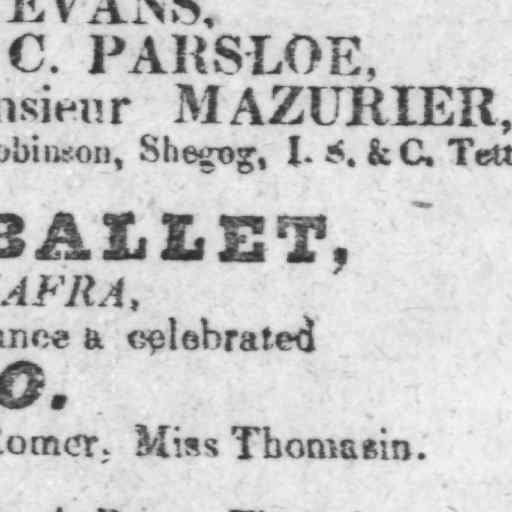 EVANS,
C. PARSLOE,
nsieur MAZURIER,
obinson, Shegog, I. S. & C. Tett
BALLET,
AFRA,
ance a celebrated
O.
Romer, Miss Thomasin.